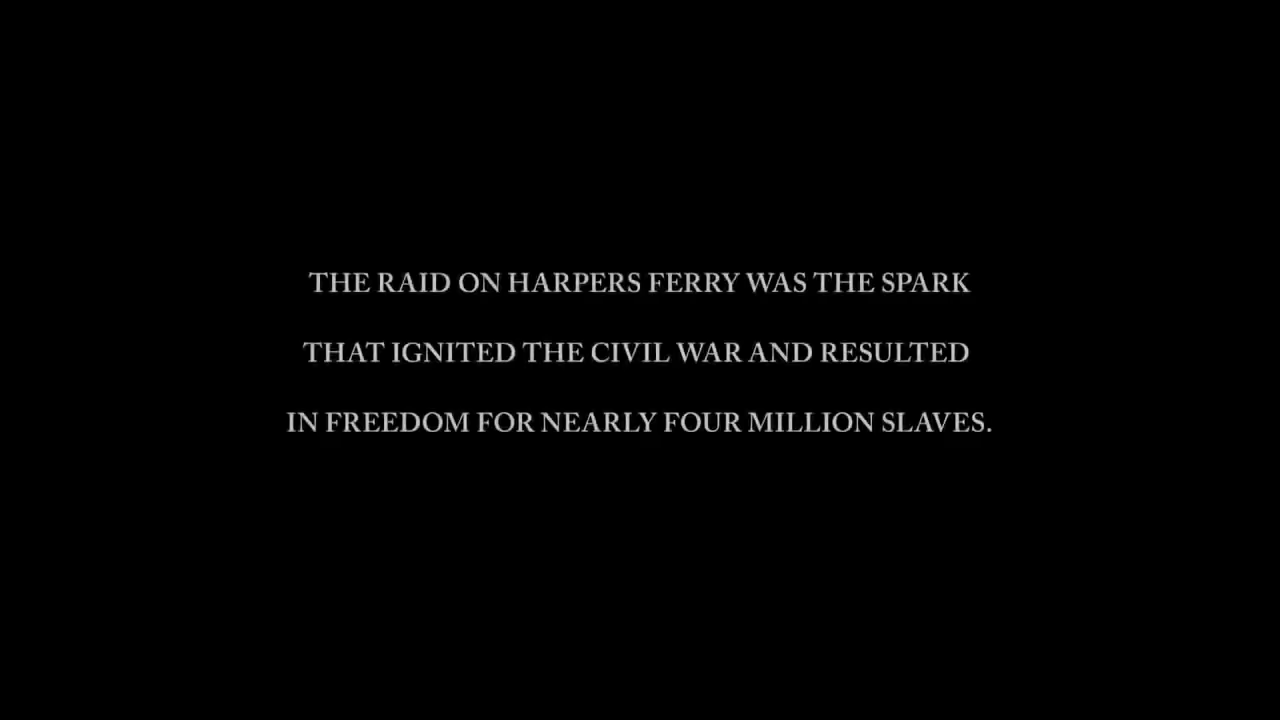 THE RAID ON HARPERS FERRY WAS THE SPARK
THAT IGNITED THE CIVIL WAR AND RESULTED
IN FREEDOM FOR NEARLY FOUR MILLION SLAVES.